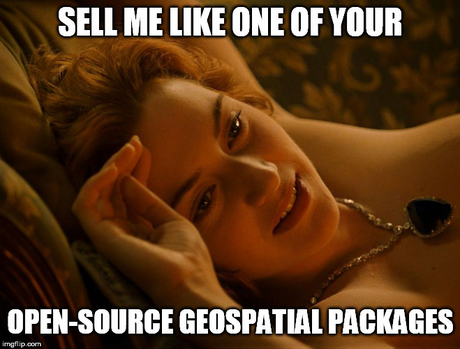 SELL ME LIKE ONE OF YOUR
OPEN-SOURCE GEOSPATIAL PACKAGES
imgflip.com